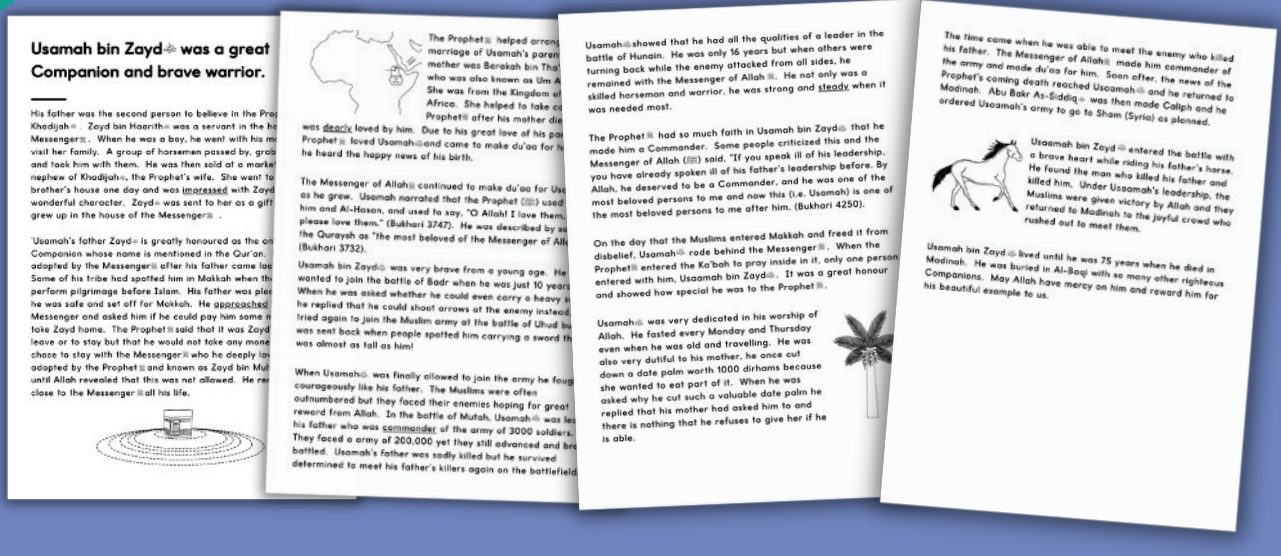 Usamah bin Zayd was a great
Companion and brave warrior.
His father was the second person to believe in the
Khadijah. Zayd bin Haarith was a servant in the
Messenger. When he was a boy, he went with his
visit her family. A group of horsemen passed by,
and took him with them. He was then sold at a market
nephew of Khadijah, the Prophet's wife. She went to
brother's house one day and was impressed with Zayd
wonderful character. Zayd was sent to her as a gift
grew up in the house of the Messenger.
'Usamah's father Zayd is greatly honoured as the
Companion whose name is mentioned in the Qur'an.
adopted by the Messenger after his father came
Some of his tribe had spotted him in Makkah when
perform pilgrimage before Islam. His father was
he was safe and set off for Makkah. He approached
Messenger and asked him if he could pay him some
take Zayd home. The Prophet said that it was Zayd
leave or to stay but that he would not take any
chose to stay with the Messenger who he deeply
adopted by the Prophet and known as Zayd bin
until Allah revealed that this was not allowed. He
close to the Messenger all his life.
The Prophet helped
marriage of Usamah's
mother was Barakah bin
who was also known as Um
She was from the Kingdom
Africa. She helped to take
Prophet after his mother
was dearly loved by him. Due to his great love of his
Prophet loved Usamah and came to make du'aa for
he heard the happy news of his birth.
The Messenger of Allah continued to make du'aa for
as he grew. Usamah narrated that the Prophet (ﷺ) used
him and Al-Hasan, and used to say, "O Allah! I love them,
please love them." (Bukhari 3747). He was described by
the Quraysh as "the most beloved of the Messenger of
(Bukhari 3732).
Usamah bin Zayd was very brave from a young age. He
wanted to join the battle of Badr when he was just 10 years
When he was asked whether he could even carry a heavy
he replied that he could shoot arrows at the enemy instead.
tried again to join the Muslim army at the battle of Uhud
was sent back when people spotted him carrying a sword
was almost as tall as him!
When Usamah was finally allowed to join the army he
courageously like his father. The Muslims were often
outnumbered but they faced their enemies hoping for great
reward from Allah. In the battle of Mutah, Usamah was
his father who was commander of the army of 3000 soldiers.
They faced a army of 200,000 yet they still advanced and
battled. Usamah's father was sadly killed but he survived
determined to meet his father's killers again on the battlefield
Usamah showed that he had all the qualities of a leader in the
battle of Hunain. He was only 16 years but when others were
turning back while the enemy attacked from all sides, he
remained with the Messenger of Allah. He not only was a
skilled horseman and warrior, he was strong and steady when it
was needed most.
The Prophet had so much faith in Usamah bin Zayd that he
made him a Commander. Some people criticized this and the
Messenger of Allah (ﷺ) said, "If you speak ill of his leadership,
you have already spoken ill of his father's leadership before. By
Allah, he deserved to be a Commander, and he was one of the
most beloved persons to me and now this (i.e. Usamah) is one of
the most beloved persons to me after him. (Bukhari 4250).
On the day that the Muslims entered Makkah and freed it from
disbelief, Usamah rode behind the Messenger. When the
Prophet entered the Ka'bah to pray inside in it, only one person
entered with him, Usaamah bin Zayd. It was a great honour
and showed how special he was to the Prophet.
Usamah was very dedicated in his worship of
Allah. He fasted every Monday and Thursday
even when he was old and travelling. He was
also very dutiful to his mother, he once cut
down a date palm worth 1000 dirhams because
she wanted to eat part of it. When he was
asked why he cut such a valuable date palm he
replied that his mother had asked him to and
there is nothing that he refuses to give her if he
is able.
The time came when he was able to meet the enemy who killed
his father. The Messenger of Allah made him commander of
the army and made du'aa for him. Soon after, the news of the
Prophet's coming death reached Usaamah and he returned to
Madinah. Abu Bakr As-Siddiq was then made Caliph and he
ordered Usaamah's army to go to Sham (Syria) as planned.
Usaamah bin Zayd entered the battle with
a brave heart while riding his father's horse.
He found the man who killed his father and
killed him. Under Usaamah's leadership, the
Muslims were given victory by Allah and they
returned to Madinah to the joyful crowd who
rushed out to meet them.
Usamah bin Zayd lived until he was 75 years when he died in
Madinah. He was buried in Al-Baqi with so many other righteous
Companions. May Allah have mercy on him and reward him for
his beautiful example to us.